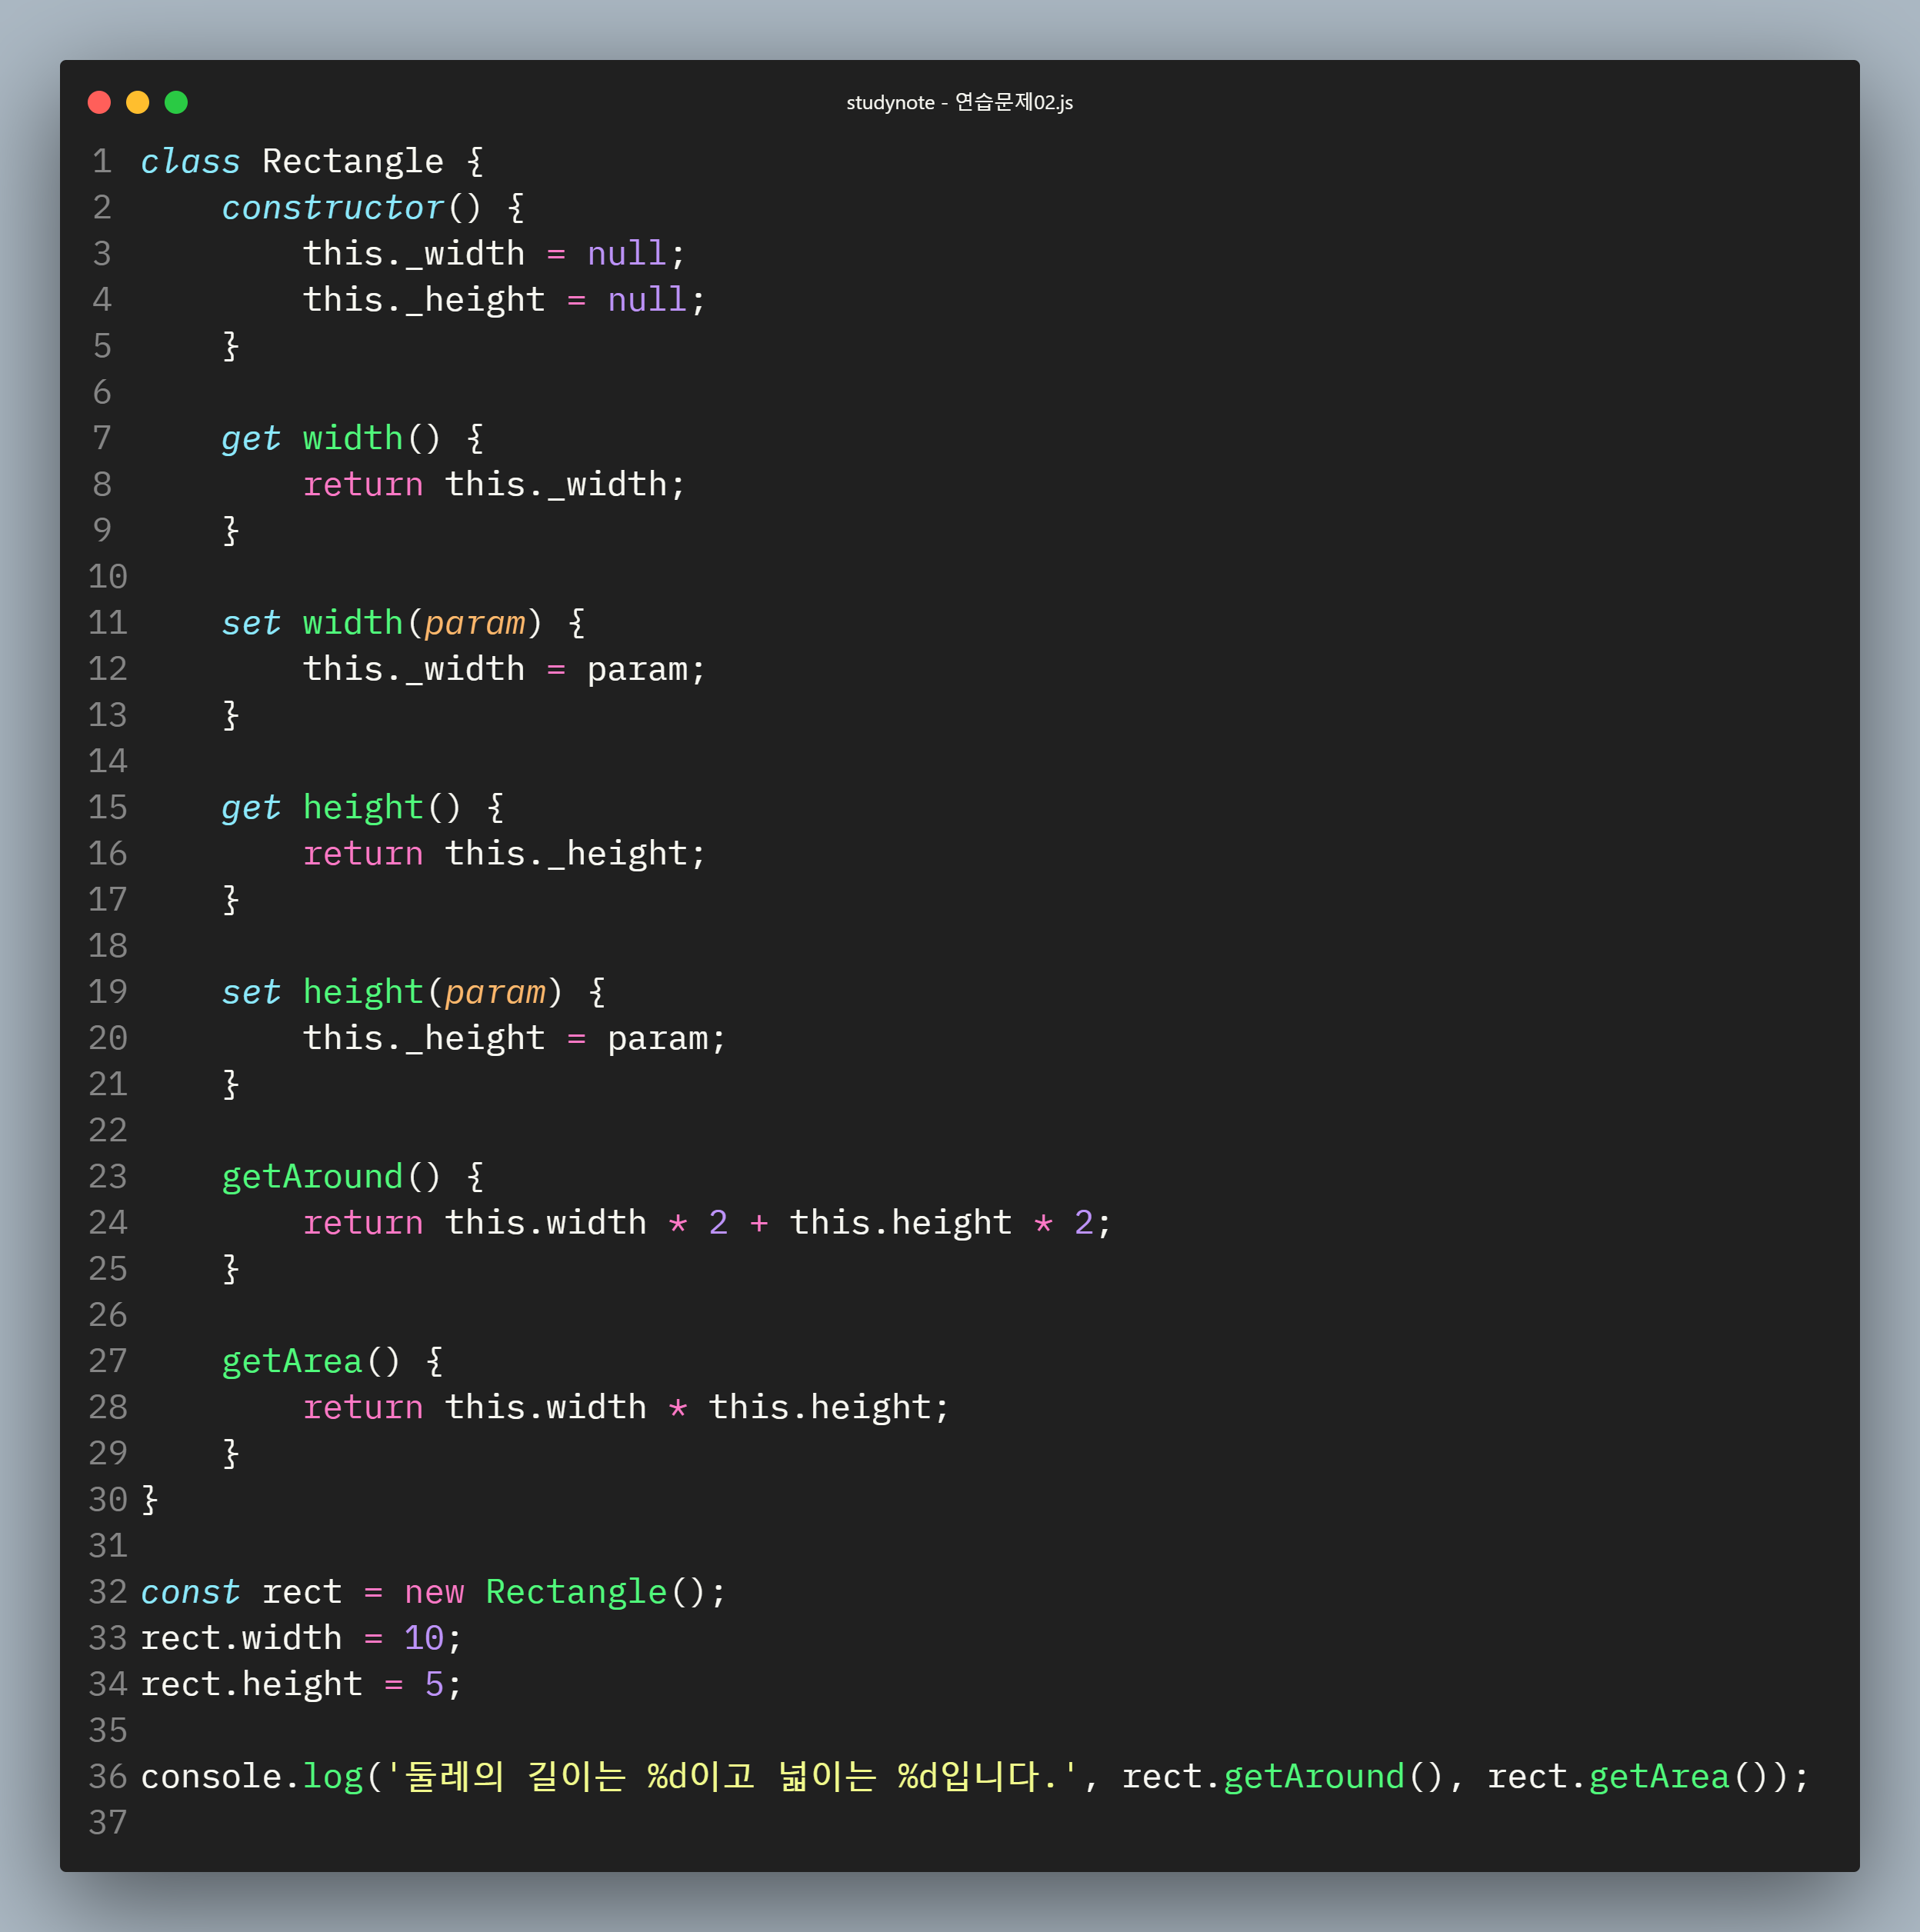 studynote - 연습문제02.js
1 class Rectangle {
2     constructor() {
3         this._width = null;
4         this._height = null;
5     }
6
7     get width() {
8         return this._width;
9     }
10
11     set width(param) {
12         this._width = param;
13     }
14
15     get height() {
16         return this._height;
17     }
18
19     set height(param) {
20         this._height = param;
21     }
22
23     getAround() {
24         return this.width * 2 + this.height * 2;
25     }
26
27     getArea() {
28         return this.width * this.height;
29     }
30 }
31
32 const rect = new Rectangle();
33 rect.width = 10;
34 rect.height = 5;
35
36 console.log('둘레의 길이는 %d이고 넓이는 %d입니다.', rect.getAround(), rect.getArea());
37